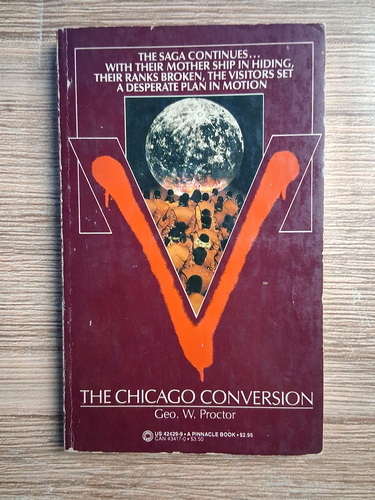 THE SAGA CONTINUES...
WITH THEIR MOTHER SHIP IN HIDING,
THEIR RANKS BROKEN, THE VISITORS SET
A DESPERATE PLAN IN MOTION
V
THE CHICAGO CONVERSION
Geo. W. Proctor
US 42429-9 • A PINNACLE BOOK • $2.95
CAN 43417-0 • $3.50